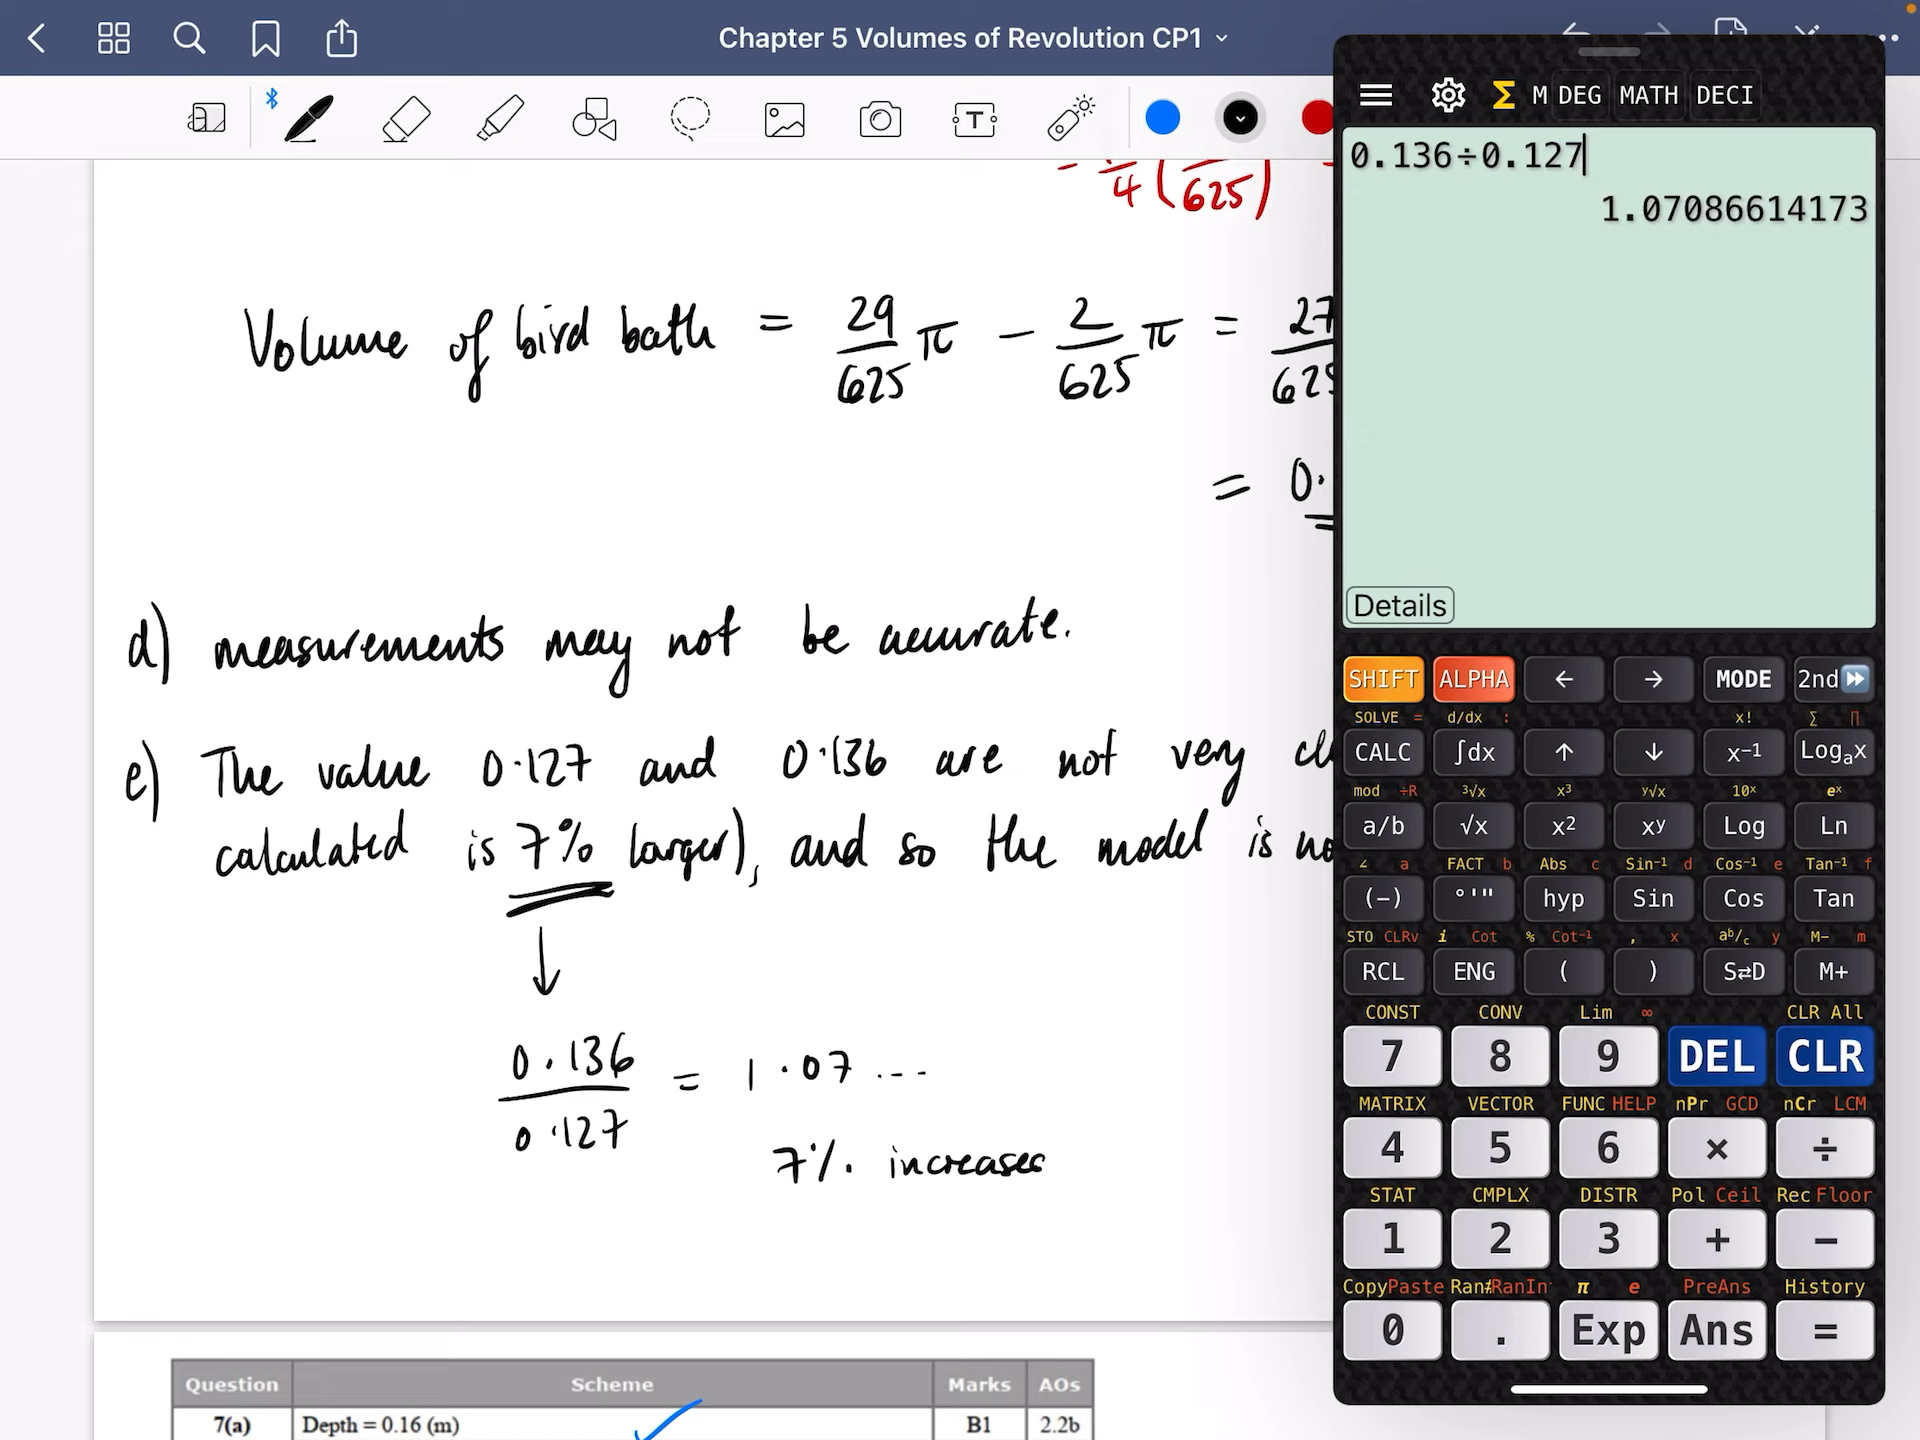 Chapter 5 Volumes of Revolution CP1
M DEG MATH DECI
0.136÷0.127
1.07086614173
Details
625
4 ( 625 )
Volume of bird bath = 29/625 π − 2/625 π = 27/625
= 0.
d) measurements may not be accurate.
e) The value 0.127 and 0.136 are not very
calculated is 7% larger), and so the model is
0.136/0.127 = 1.07 ...
7% increases
Question Scheme Marks AOs
7(a) Depth = 0.16 (m) B1 2.2b
SHIFT ALPHA ← → MODE 2nd
SOLVE = d/dx : x! ∑ ∏
CALC ∫dx ↑ ↓ x⁻¹ Logₐx
mod ÷R ³√x x³ ʸ√x 10ˣ eˣ
a/b √x x² xʸ Log Ln
∠ a FACT b Abs c Sin⁻¹ d Cos⁻¹ e Tan⁻¹ f
(−) °'" hyp Sin Cos Tan
STO CLRv i Cot % Cot⁻¹ , x aᵇ/c y M− m
RCL ENG ( ) S⇄D M+
CONST CONV Lim ∞ CLR All
7 8 9 DEL CLR
MATRIX VECTOR FUNC HELP nPr GCD nCr LCM
4 5 6 × ÷
STAT CMPLX DISTR Pol Ceil Rec Floor
1 2 3 + −
Copy Paste Ran# RanIn π e PreAns History
0 . Exp Ans =